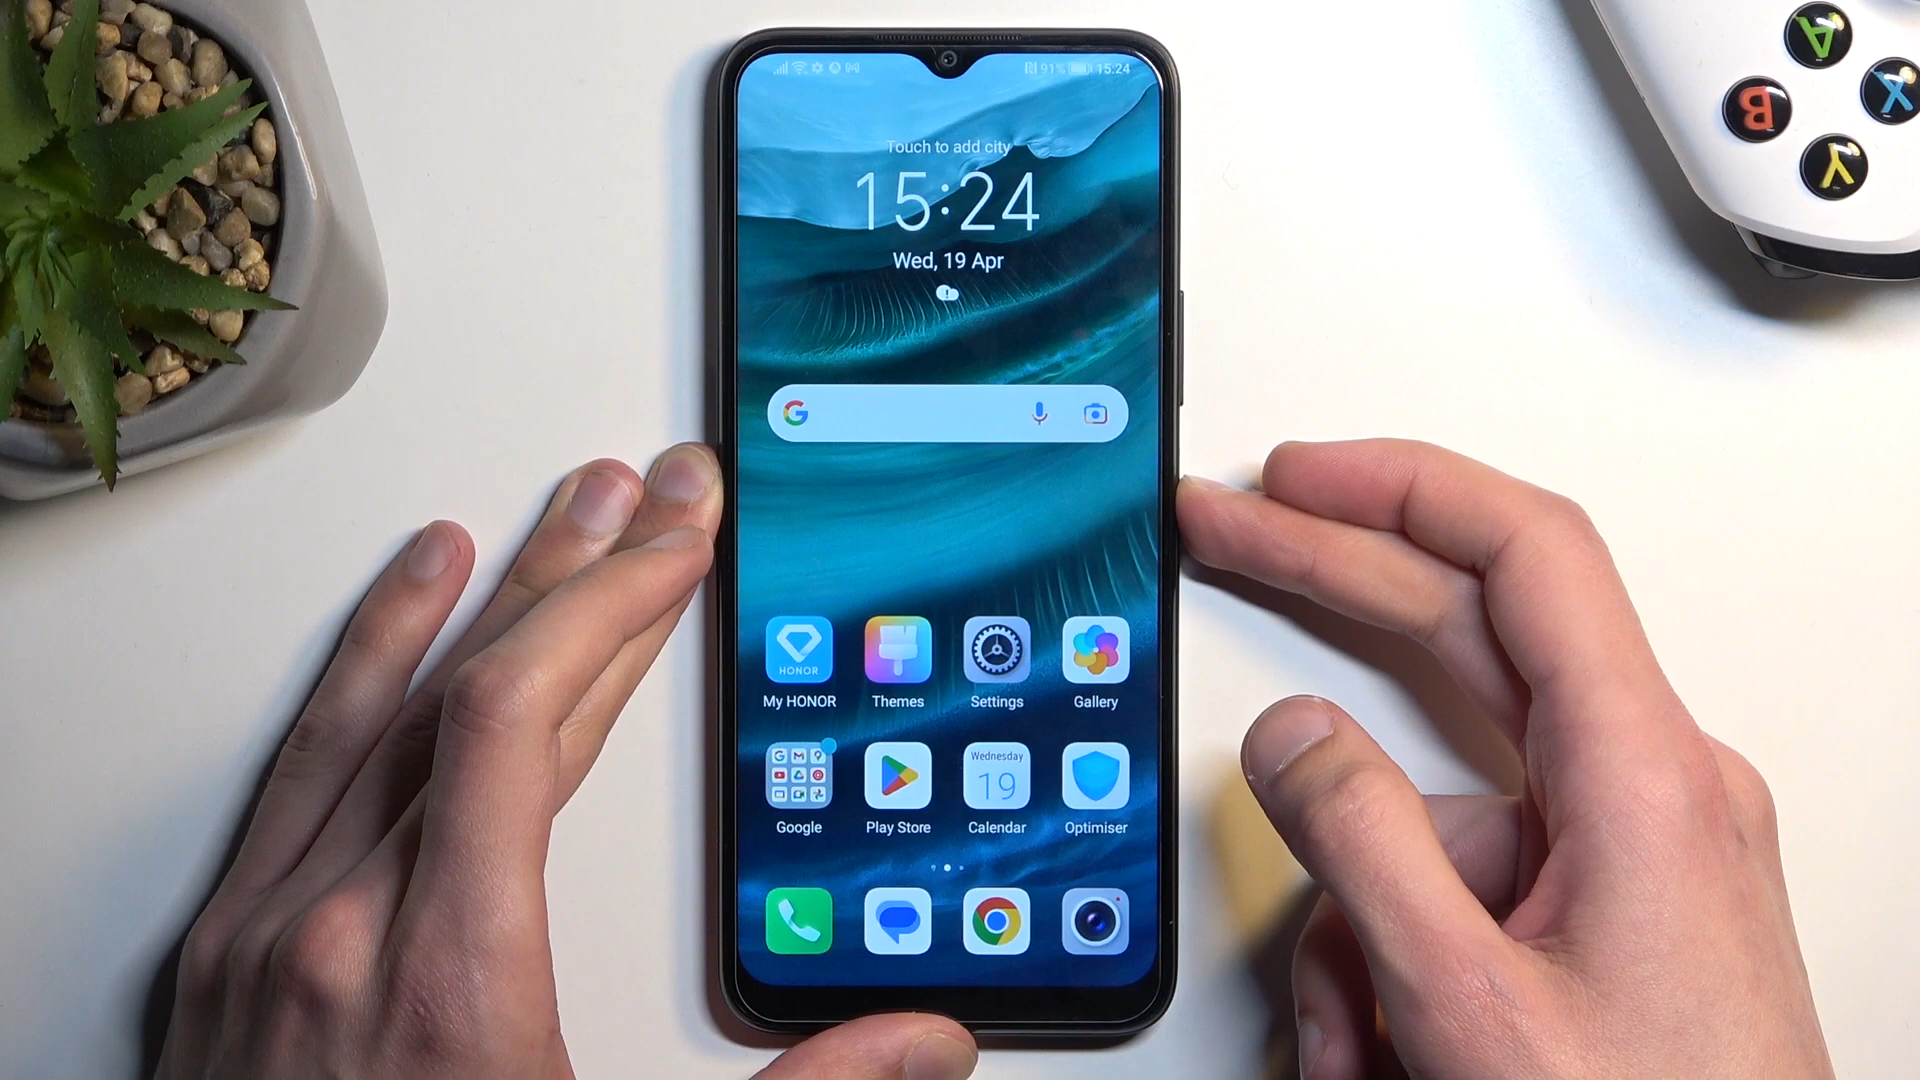 91% 15:24
Touch to add city
15:24
Wed, 19 Apr
HONOR
My HONOR
Themes
Settings
Gallery
Wednesday
19
Google
Play Store
Calendar
Optimiser
A
B
X
Y